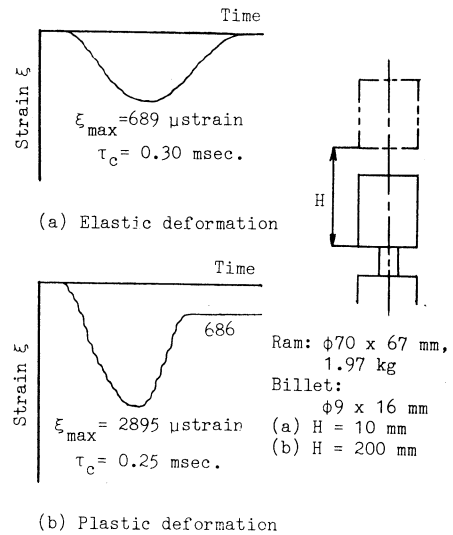 Time
Strain ξ
ξmax=689 μstrain
τc= 0.30 msec.
(a) Elastic deformation
H
Time
Strain ξ
686
ξmax= 2895 μstrain
τc= 0.25 msec.
(b) Plastic deformation
Ram: φ70 x 67 mm,
1.97 kg
Billet:
φ9 x 16 mm
(a) H = 10 mm
(b) H = 200 mm